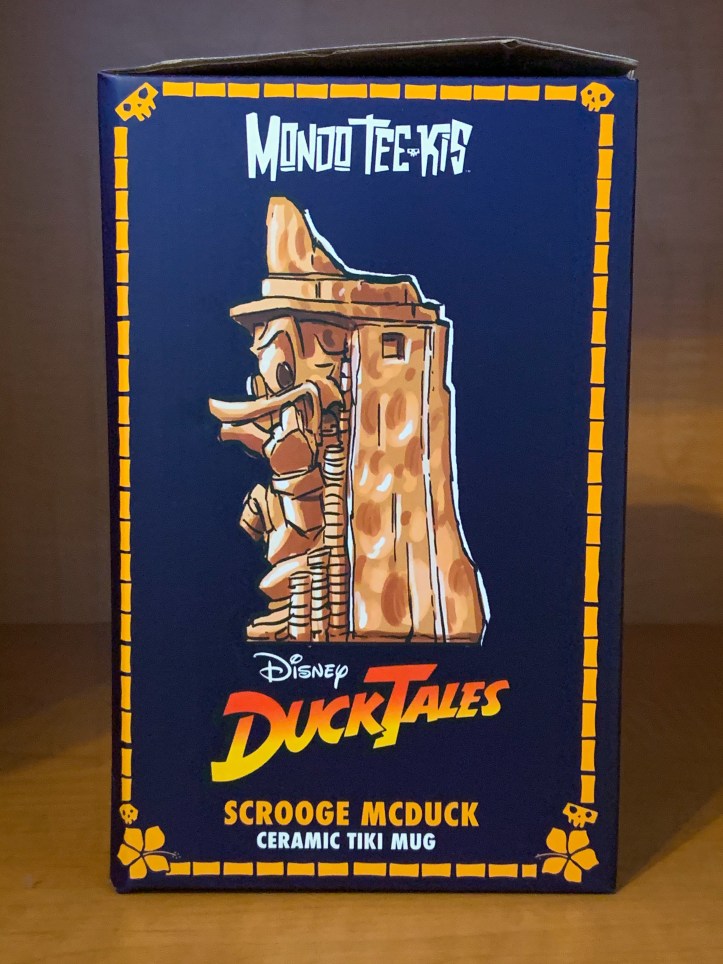 MONDO TEE-KIS
DISNEY
DUCKTALES
SCROOGE MCDUCK
CERAMIC TIKI MUG